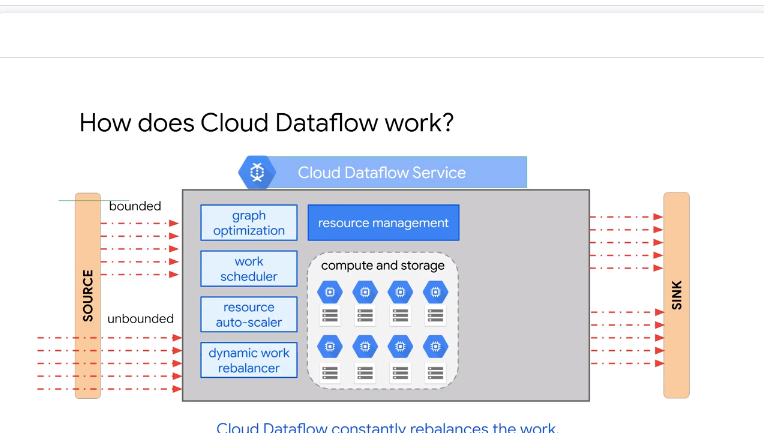 How does Cloud Dataflow work?
Cloud Dataflow Service
SOURCE
bounded
unbounded
graph
optimization
work
scheduler
resource
auto-scaler
dynamic work
rebalancer
resource management
compute and storage
SINK
Cloud Dataflow constantly rebalances the work.